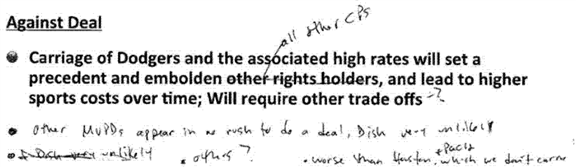 all other CPs
Against Deal
Carriage of Dodgers and the associated high rates will set a
precedent and embolden other rights holders, and lead to higher
sports costs over time; Will require other trade offs -?
• Other MVPDs appear in no rush to do a deal, Dish very unlikely
• Dish very unlikely • others? • worse than Houston + Pac12, which we don't carry